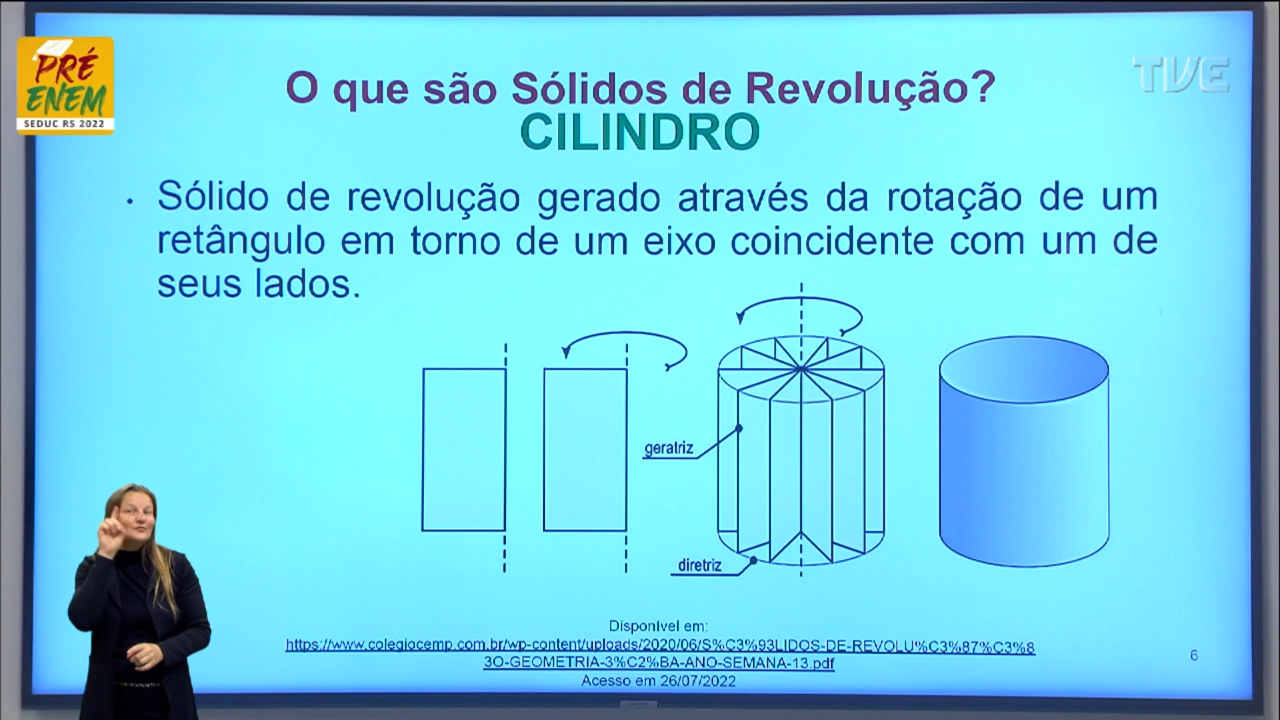 PRÉ
ENEM
SEDUC RS 2022
TVE
O que são Sólidos de Revolução?
CILINDRO
• Sólido de revolução gerado através da rotação de um
retângulo em torno de um eixo coincidente com um de
seus lados.
geratriz
diretriz
Disponível em:
https://www.colegiocemp.com.br/wp-content/uploads/2020/06/S%C3%93LIDOS-DE-REVOLU%C3%87%C3%8
3O-GEOMETRIA-3%C2%BA-ANO-SEMANA-13.pdf
Acesso em 26/07/2022
6